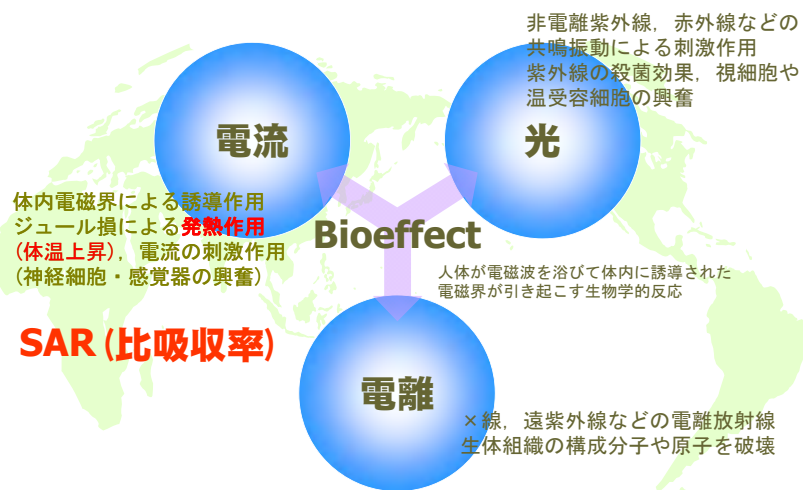 非電離紫外線，赤外線などの
共鳴振動による刺激作用
紫外線の殺菌効果，視細胞や
温受容細胞の興奮
電流
光
体内電磁界による誘導作用
ジュール損による発熱作用
(体温上昇)，電流の刺激作用
(神経細胞・感覚器の興奮)
Bioeffect
人体が電磁波を浴びて体内に誘導された
電磁界が引き起こす生物学的反応
SAR(比吸収率)
電離
×線，遠紫外線などの電離放射線
生体組織の構成分子や原子を破壊